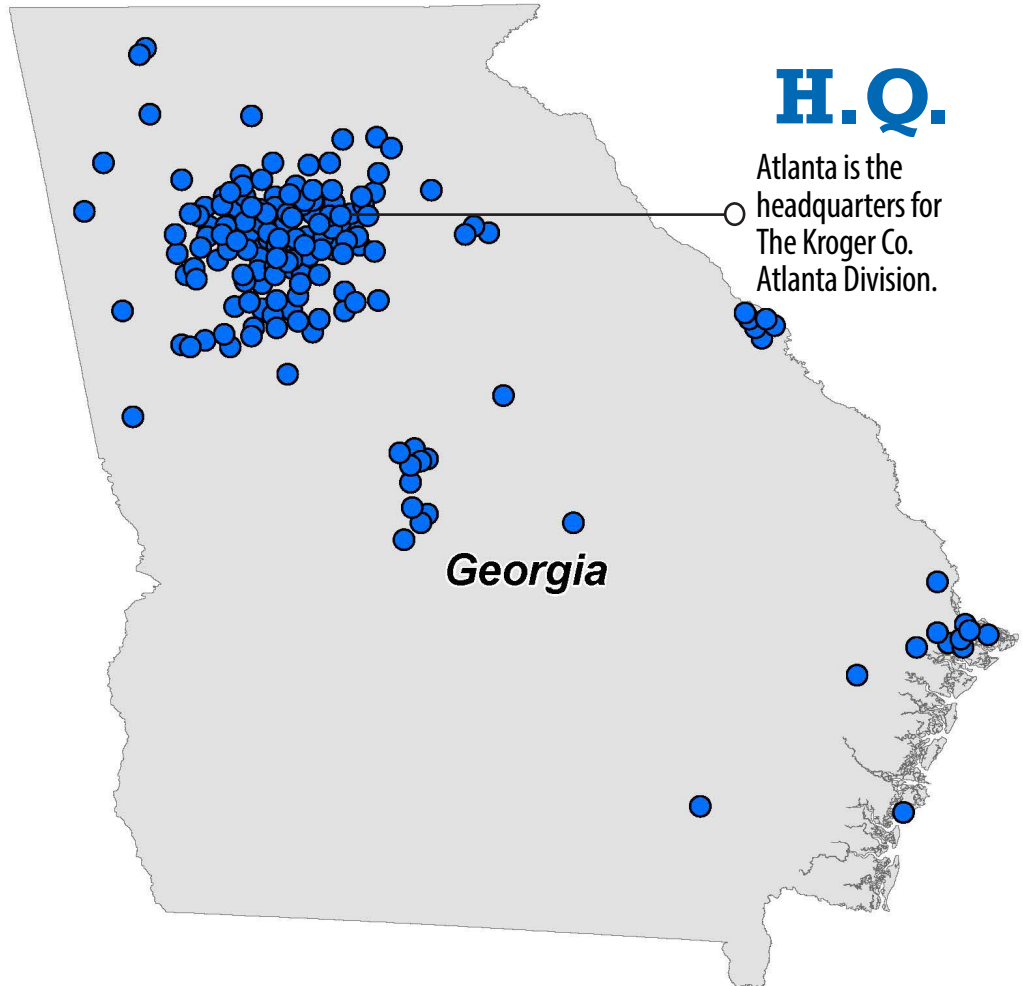 H.Q.
Atlanta is the
headquarters for
The Kroger Co.
Atlanta Division.
Georgia